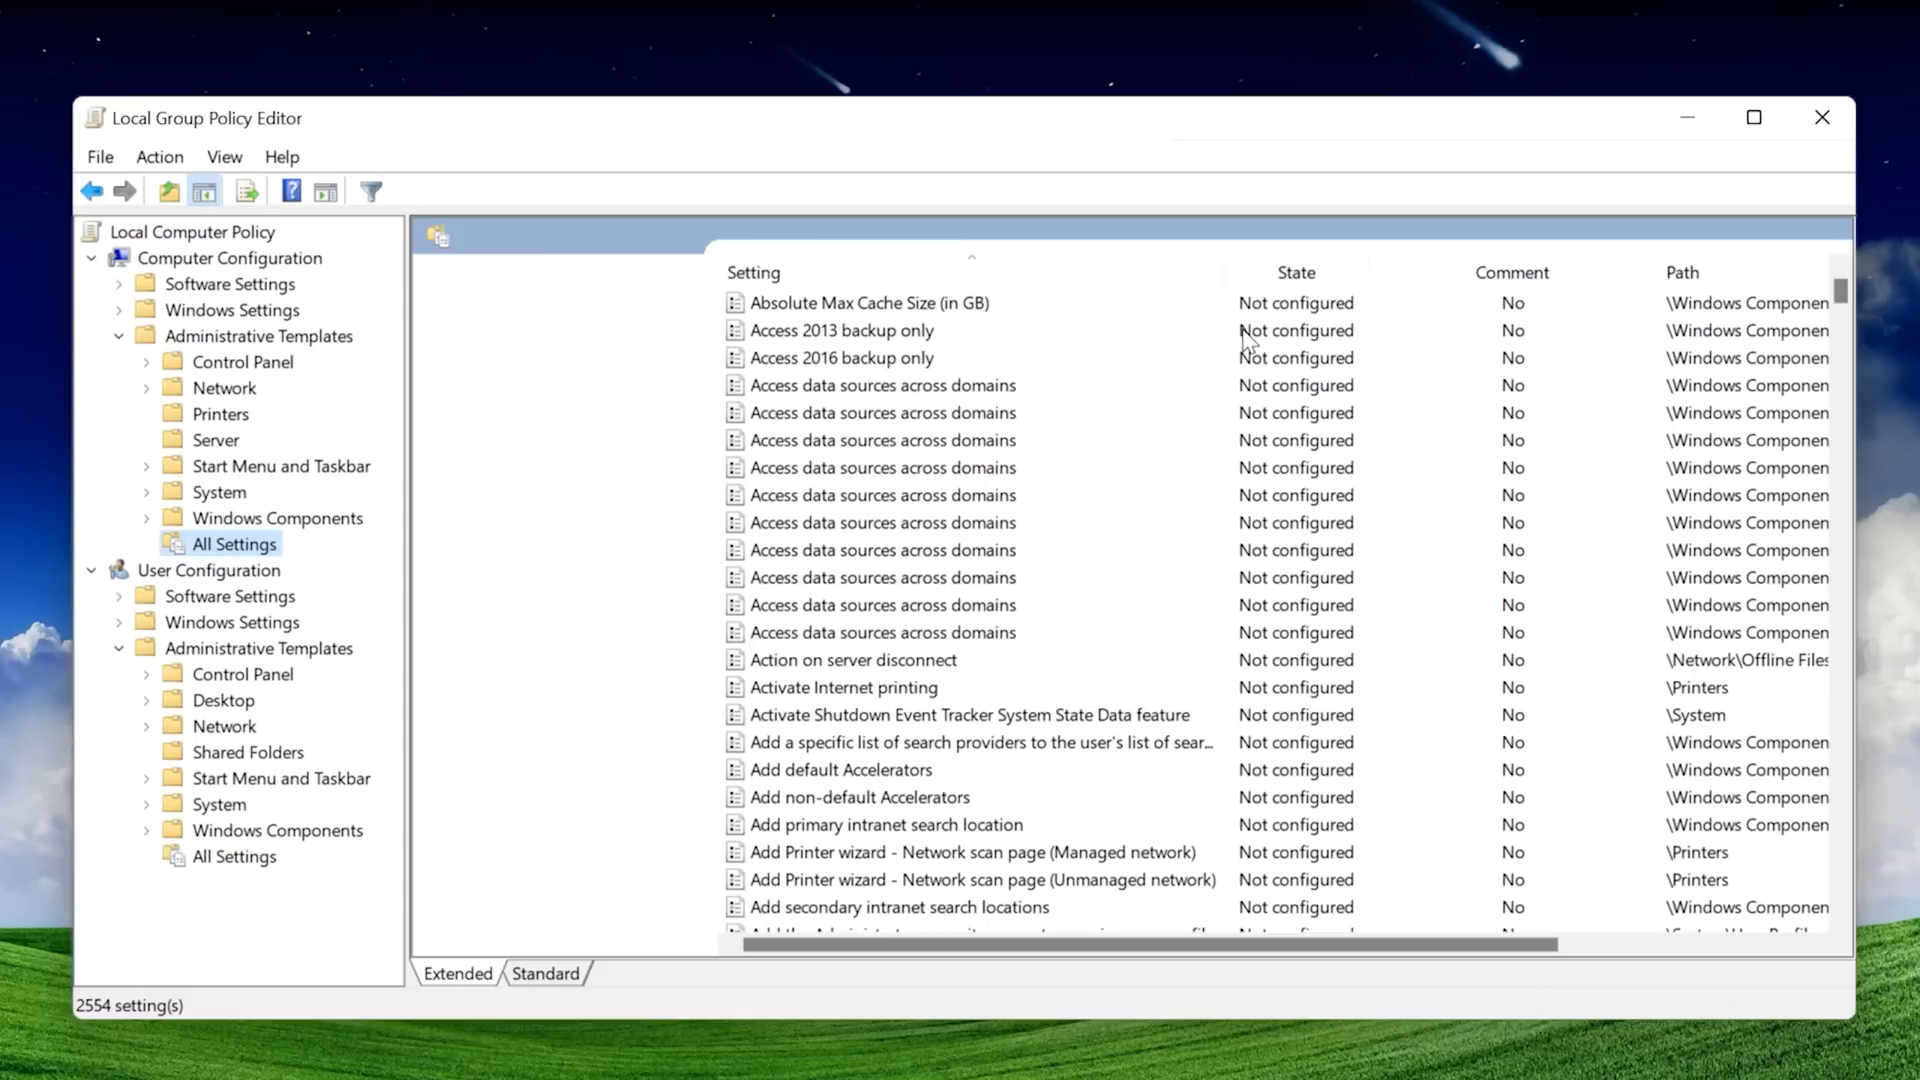 Local Group Policy Editor
File Action View Help
Local Computer Policy
Computer Configuration
Software Settings
Windows Settings
Administrative Templates
Control Panel
Network
Printers
Server
Start Menu and Taskbar
System
Windows Components
All Settings
User Configuration
Software Settings
Windows Settings
Administrative Templates
Control Panel
Desktop
Network
Shared Folders
Start Menu and Taskbar
System
Windows Components
All Settings
Setting State Comment Path
Absolute Max Cache Size (in GB) Not configured No \Windows Componen
Access 2013 backup only Not configured No \Windows Componen
Access 2016 backup only Not configured No \Windows Componen
Access data sources across domains Not configured No \Windows Componen
Access data sources across domains Not configured No \Windows Componen
Access data sources across domains Not configured No \Windows Componen
Access data sources across domains Not configured No \Windows Componen
Access data sources across domains Not configured No \Windows Componen
Access data sources across domains Not configured No \Windows Componen
Access data sources across domains Not configured No \Windows Componen
Access data sources across domains Not configured No \Windows Componen
Access data sources across domains Not configured No \Windows Componen
Access data sources across domains Not configured No \Windows Componen
Action on server disconnect Not configured No \Network\Offline Files
Activate Internet printing Not configured No \Printers
Activate Shutdown Event Tracker System State Data feature Not configured No \System
Add a specific list of search providers to the user's list of sear... Not configured No \Windows Componen
Add default Accelerators Not configured No \Windows Componen
Add non-default Accelerators Not configured No \Windows Componen
Add primary intranet search location Not configured No \Windows Componen
Add Printer wizard - Network scan page (Managed network) Not configured No \Printers
Add Printer wizard - Network scan page (Unmanaged network) Not configured No \Printers
Add secondary intranet search locations Not configured No \Windows Componen
Extended Standard
2554 setting(s)